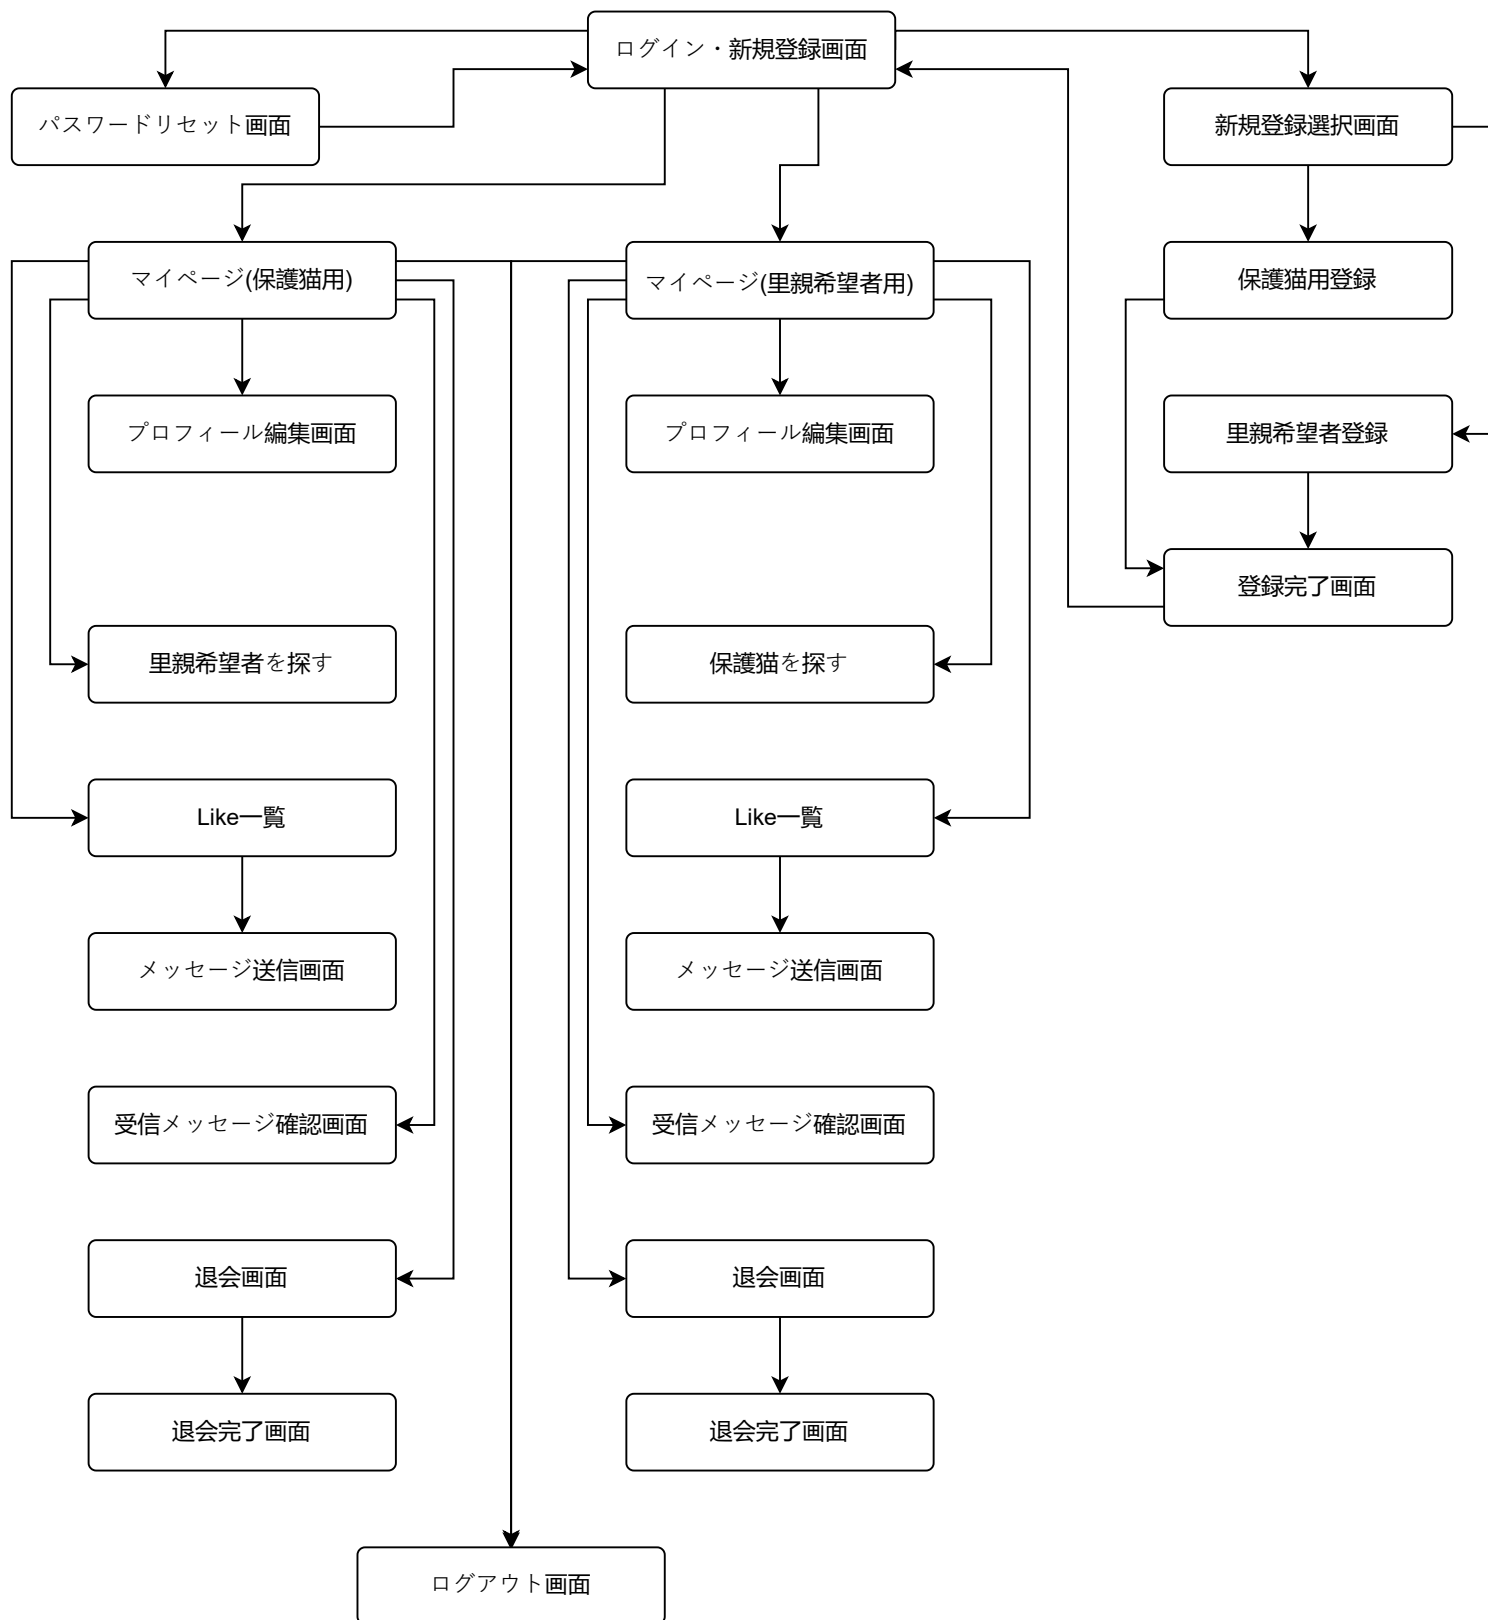 ログイン・新規登録画面
パスワードリセット画面
新規登録選択画面
マイページ(保護猫用)
マイページ(里親希望者用)
保護猫用登録
プロフィール編集画面
プロフィール編集画面
里親希望者登録
登録完了画面
里親希望者を探す
保護猫を探す
Like一覧
Like一覧
メッセージ送信画面
メッセージ送信画面
受信メッセージ確認画面
受信メッセージ確認画面
退会画面
退会画面
退会完了画面
退会完了画面
ログアウト画面